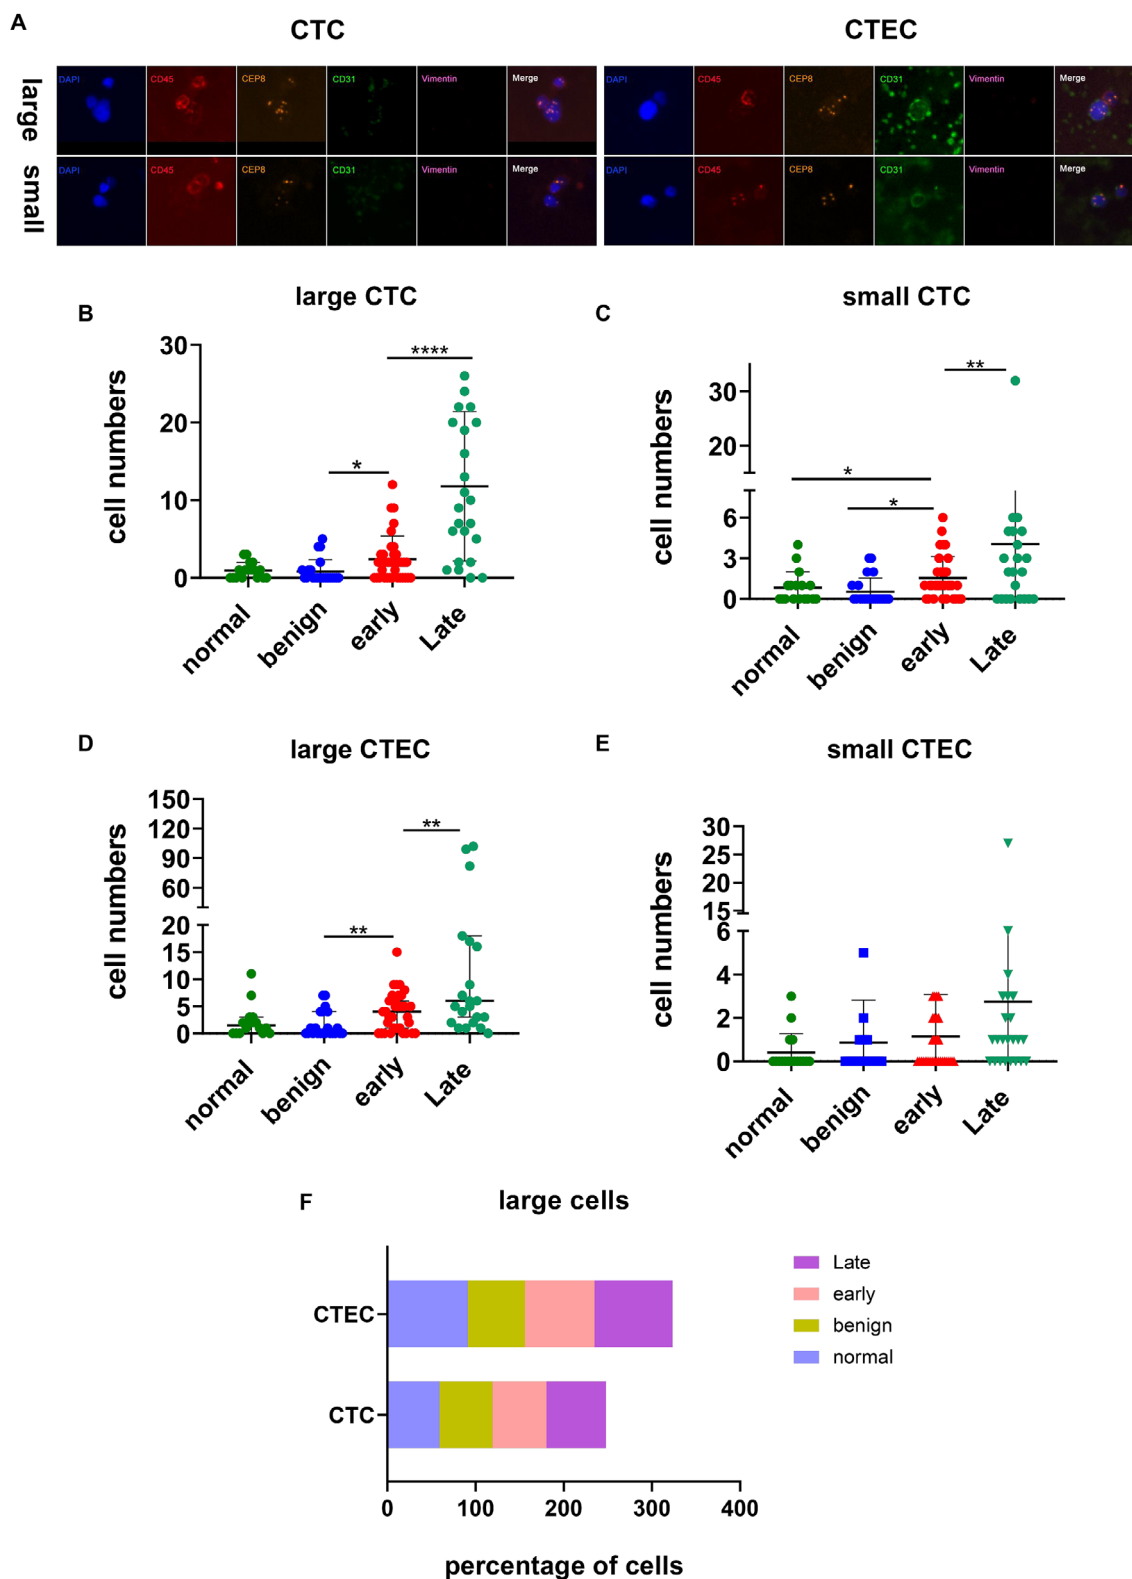 A
CTC
CTEC
large
DAPI CD45 CEP8 CD31 Vimentin Merge
DAPI CD45 CEP8 CD31 Vimentin Merge
small
DAPI CD45 CEP8 CD31 Vimentin Merge
DAPI CD45 CEP8 CD31 Vimentin Merge
B
large CTC
cell numbers
30
20
10
0
*
****
normal benign early Late
C
small CTC
cell numbers
30
20
6
3
0
*
*
**
normal benign early Late
D
large CTEC
cell numbers
150
120
90
60
20
15
10
5
0
**
**
normal benign early Late
E
small CTEC
cell numbers
30
25
20
15
6
4
2
0
normal benign early Late
F
large cells
CTEC
CTC
0 100 200 300 400
percentage of cells
Late
early
benign
normal